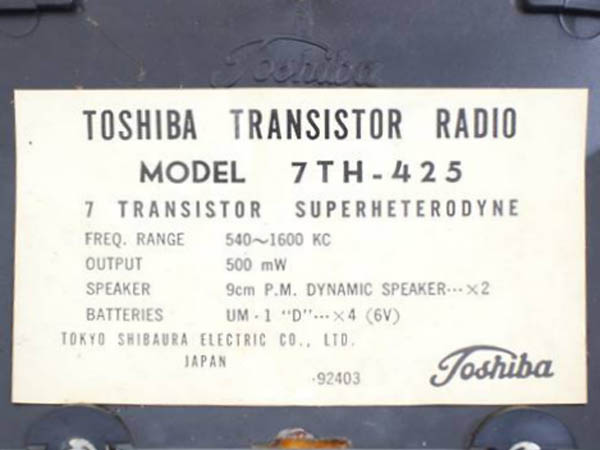 Toshiba
TOSHIBA TRANSISTOR RADIO
MODEL 7TH-425
7 TRANSISTOR SUPERHETERODYNE
FREQ. RANGE 540~1600 KC
OUTPUT 500 mW
SPEAKER 9cm P.M. DYNAMIC SPEAKER···×2
BATTERIES UM-1 "D"···×4 (6V)
TOKYO SHIBAURA ELECTRIC CO., LTD.
JAPAN
·92403
Toshiba